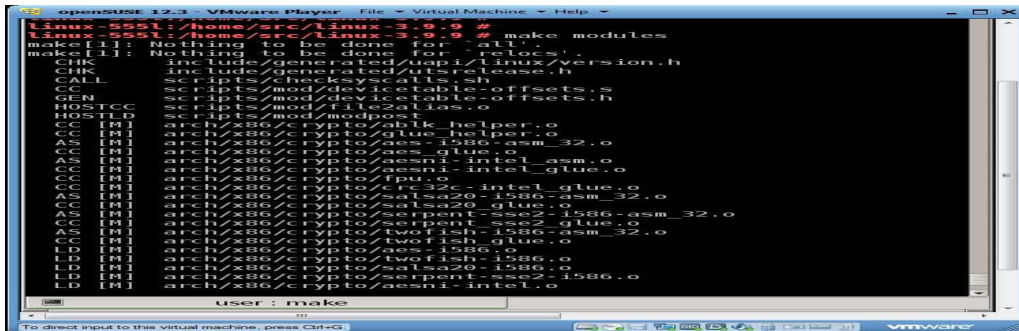 openSUSE 12.3 - VMware Player File Virtual Machine Help
linux-555l:/home/src/linux-3.9.9 #
linux-555l:/home/src/linux-3.9.9 # make modules
make[1]: Nothing to be done for `all'.
make[1]: Nothing to be done for `relocs'.
CHK include/generated/uapi/linux/version.h
CHK include/generated/utsrelease.h
CALL scripts/checksyscalls.sh
CC scripts/mod/devicetable-offsets.s
GEN scripts/mod/devicetable-offsets.h
HOSTCC scripts/mod/file2alias.o
HOSTLD scripts/mod/modpost
CC [M] arch/x86/crypto/ablk_helper.o
CC [M] arch/x86/crypto/glue_helper.o
AS [M] arch/x86/crypto/aes-i586-asm_32.o
CC [M] arch/x86/crypto/aes_glue.o
AS [M] arch/x86/crypto/aesni-intel_asm.o
CC [M] arch/x86/crypto/aesni-intel_glue.o
CC [M] arch/x86/crypto/fpu.o
CC [M] arch/x86/crypto/crc32c-intel_glue.o
AS [M] arch/x86/crypto/salsa20-i586-asm_32.o
CC [M] arch/x86/crypto/salsa20_glue.o
AS [M] arch/x86/crypto/serpent-sse2-i586-asm_32.o
CC [M] arch/x86/crypto/serpent_sse2_glue.o
AS [M] arch/x86/crypto/twofish-i586-asm_32.o
CC [M] arch/x86/crypto/twofish_glue.o
LD [M] arch/x86/crypto/aes-i586.o
LD [M] arch/x86/crypto/twofish-i586.o
LD [M] arch/x86/crypto/salsa20-i586.o
LD [M] arch/x86/crypto/serpent-sse2-i586.o
LD [M] arch/x86/crypto/aesni-intel.o
user : make
To direct input to this virtual machine, press Ctrl+G.
vmware